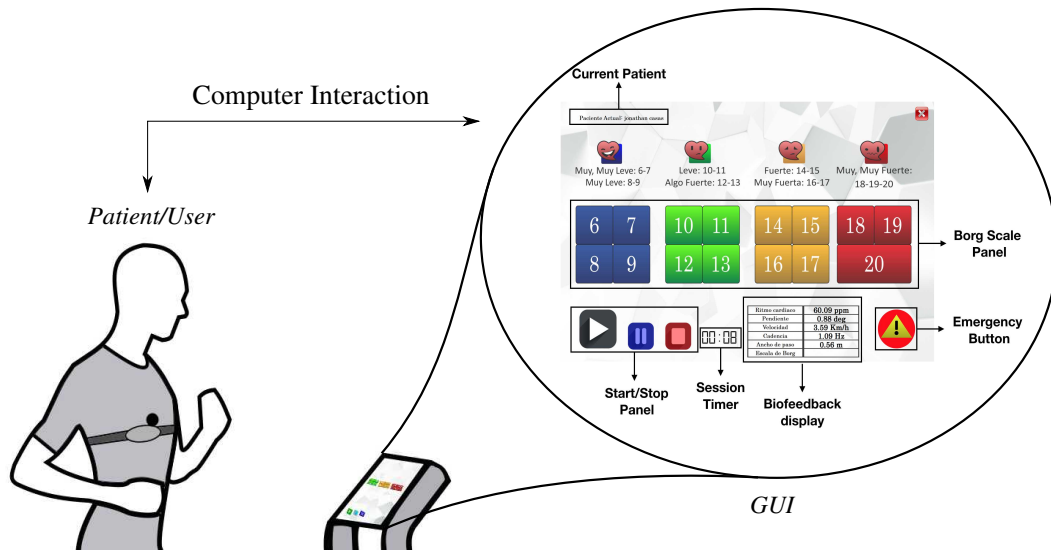 Current Patient
Computer Interaction
Paciente Actual: jonathan casas
X
Muy, Muy Leve: 6-7
Muy Leve: 8-9
Leve: 10-11
Algo Fuerte: 12-13
Fuerte: 14-15
Muy Fuerta: 16-17
Muy, Muy Fuerte:
18-19-20
Patient/User
6 7 10 11 14 15 18 19
8 9 12 13 16 17 20
Borg Scale
Panel
Ritmo cardiaco 60.09 ppm
Pendiente 0.88 deg
Velocidad 3.59 Km/h
Cadencia 1.09 Hz
Ancho de paso 0.56 m
Escala de Borg
00:08
Emergency
Button
Start/Stop
Panel
Session
Timer
Biofeedback
display
GUI